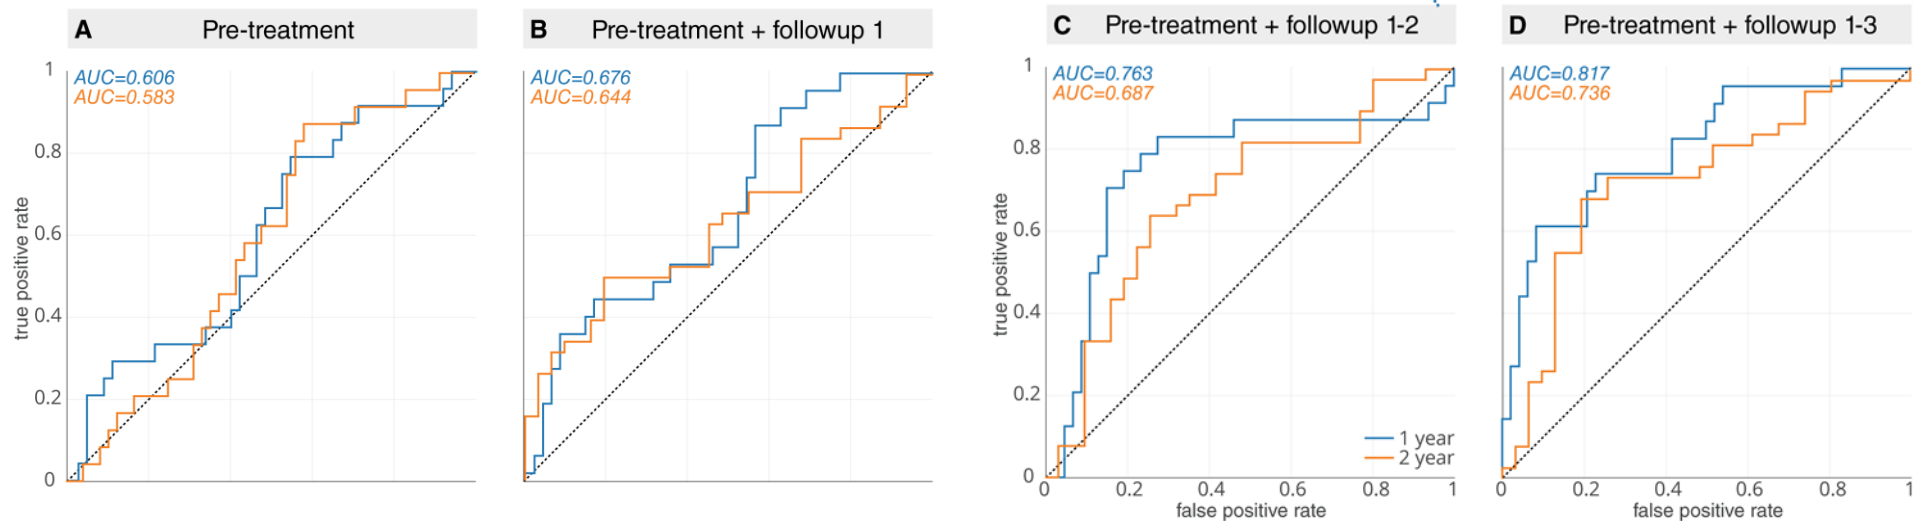 A Pre-treatment
AUC=0.606
AUC=0.583
1
0.8
0.6
0.4
0.2
0
true positive rate
B Pre-treatment + followup 1
AUC=0.676
AUC=0.644
C Pre-treatment + followup 1-2
AUC=0.763
AUC=0.687
1
0.8
0.6
0.4
0.2
0
true positive rate
1 year
2 year
0 0.2 0.4 0.6 0.8 1
false positive rate
D Pre-treatment + followup 1-3
AUC=0.817
AUC=0.736
0 0.2 0.4 0.6 0.8 1
false positive rate